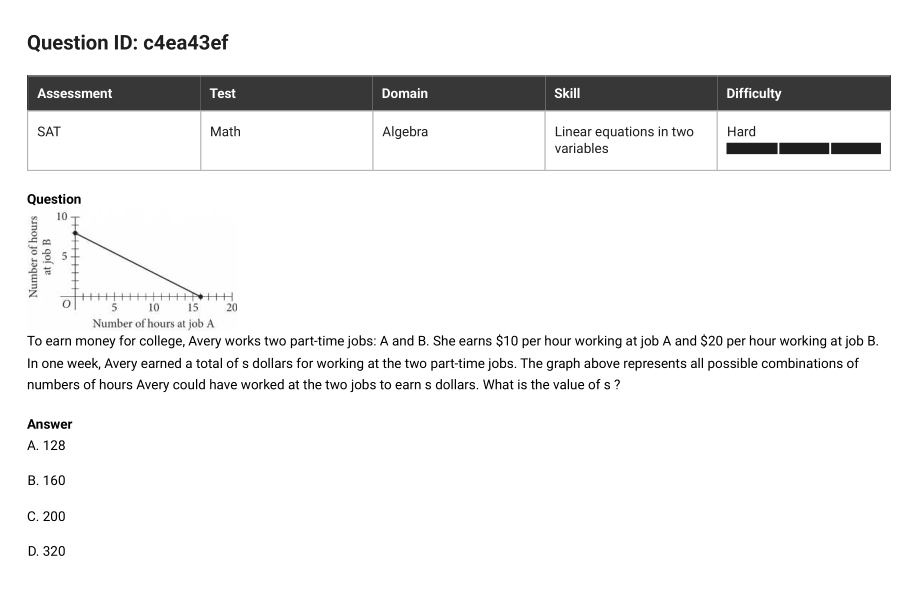 Question ID: c4ea43ef
Assessment Test Domain Skill Difficulty
SAT Math Algebra Linear equations in two variables Hard
Question
Number of hours
at job B
10
5
O
5 10 15 20
Number of hours at job A
To earn money for college, Avery works two part-time jobs: A and B. She earns $10 per hour working at job A and $20 per hour working at job B.
In one week, Avery earned a total of s dollars for working at the two part-time jobs. The graph above represents all possible combinations of
numbers of hours Avery could have worked at the two jobs to earn s dollars. What is the value of s ?
Answer
A. 128
B. 160
C. 200
D. 320